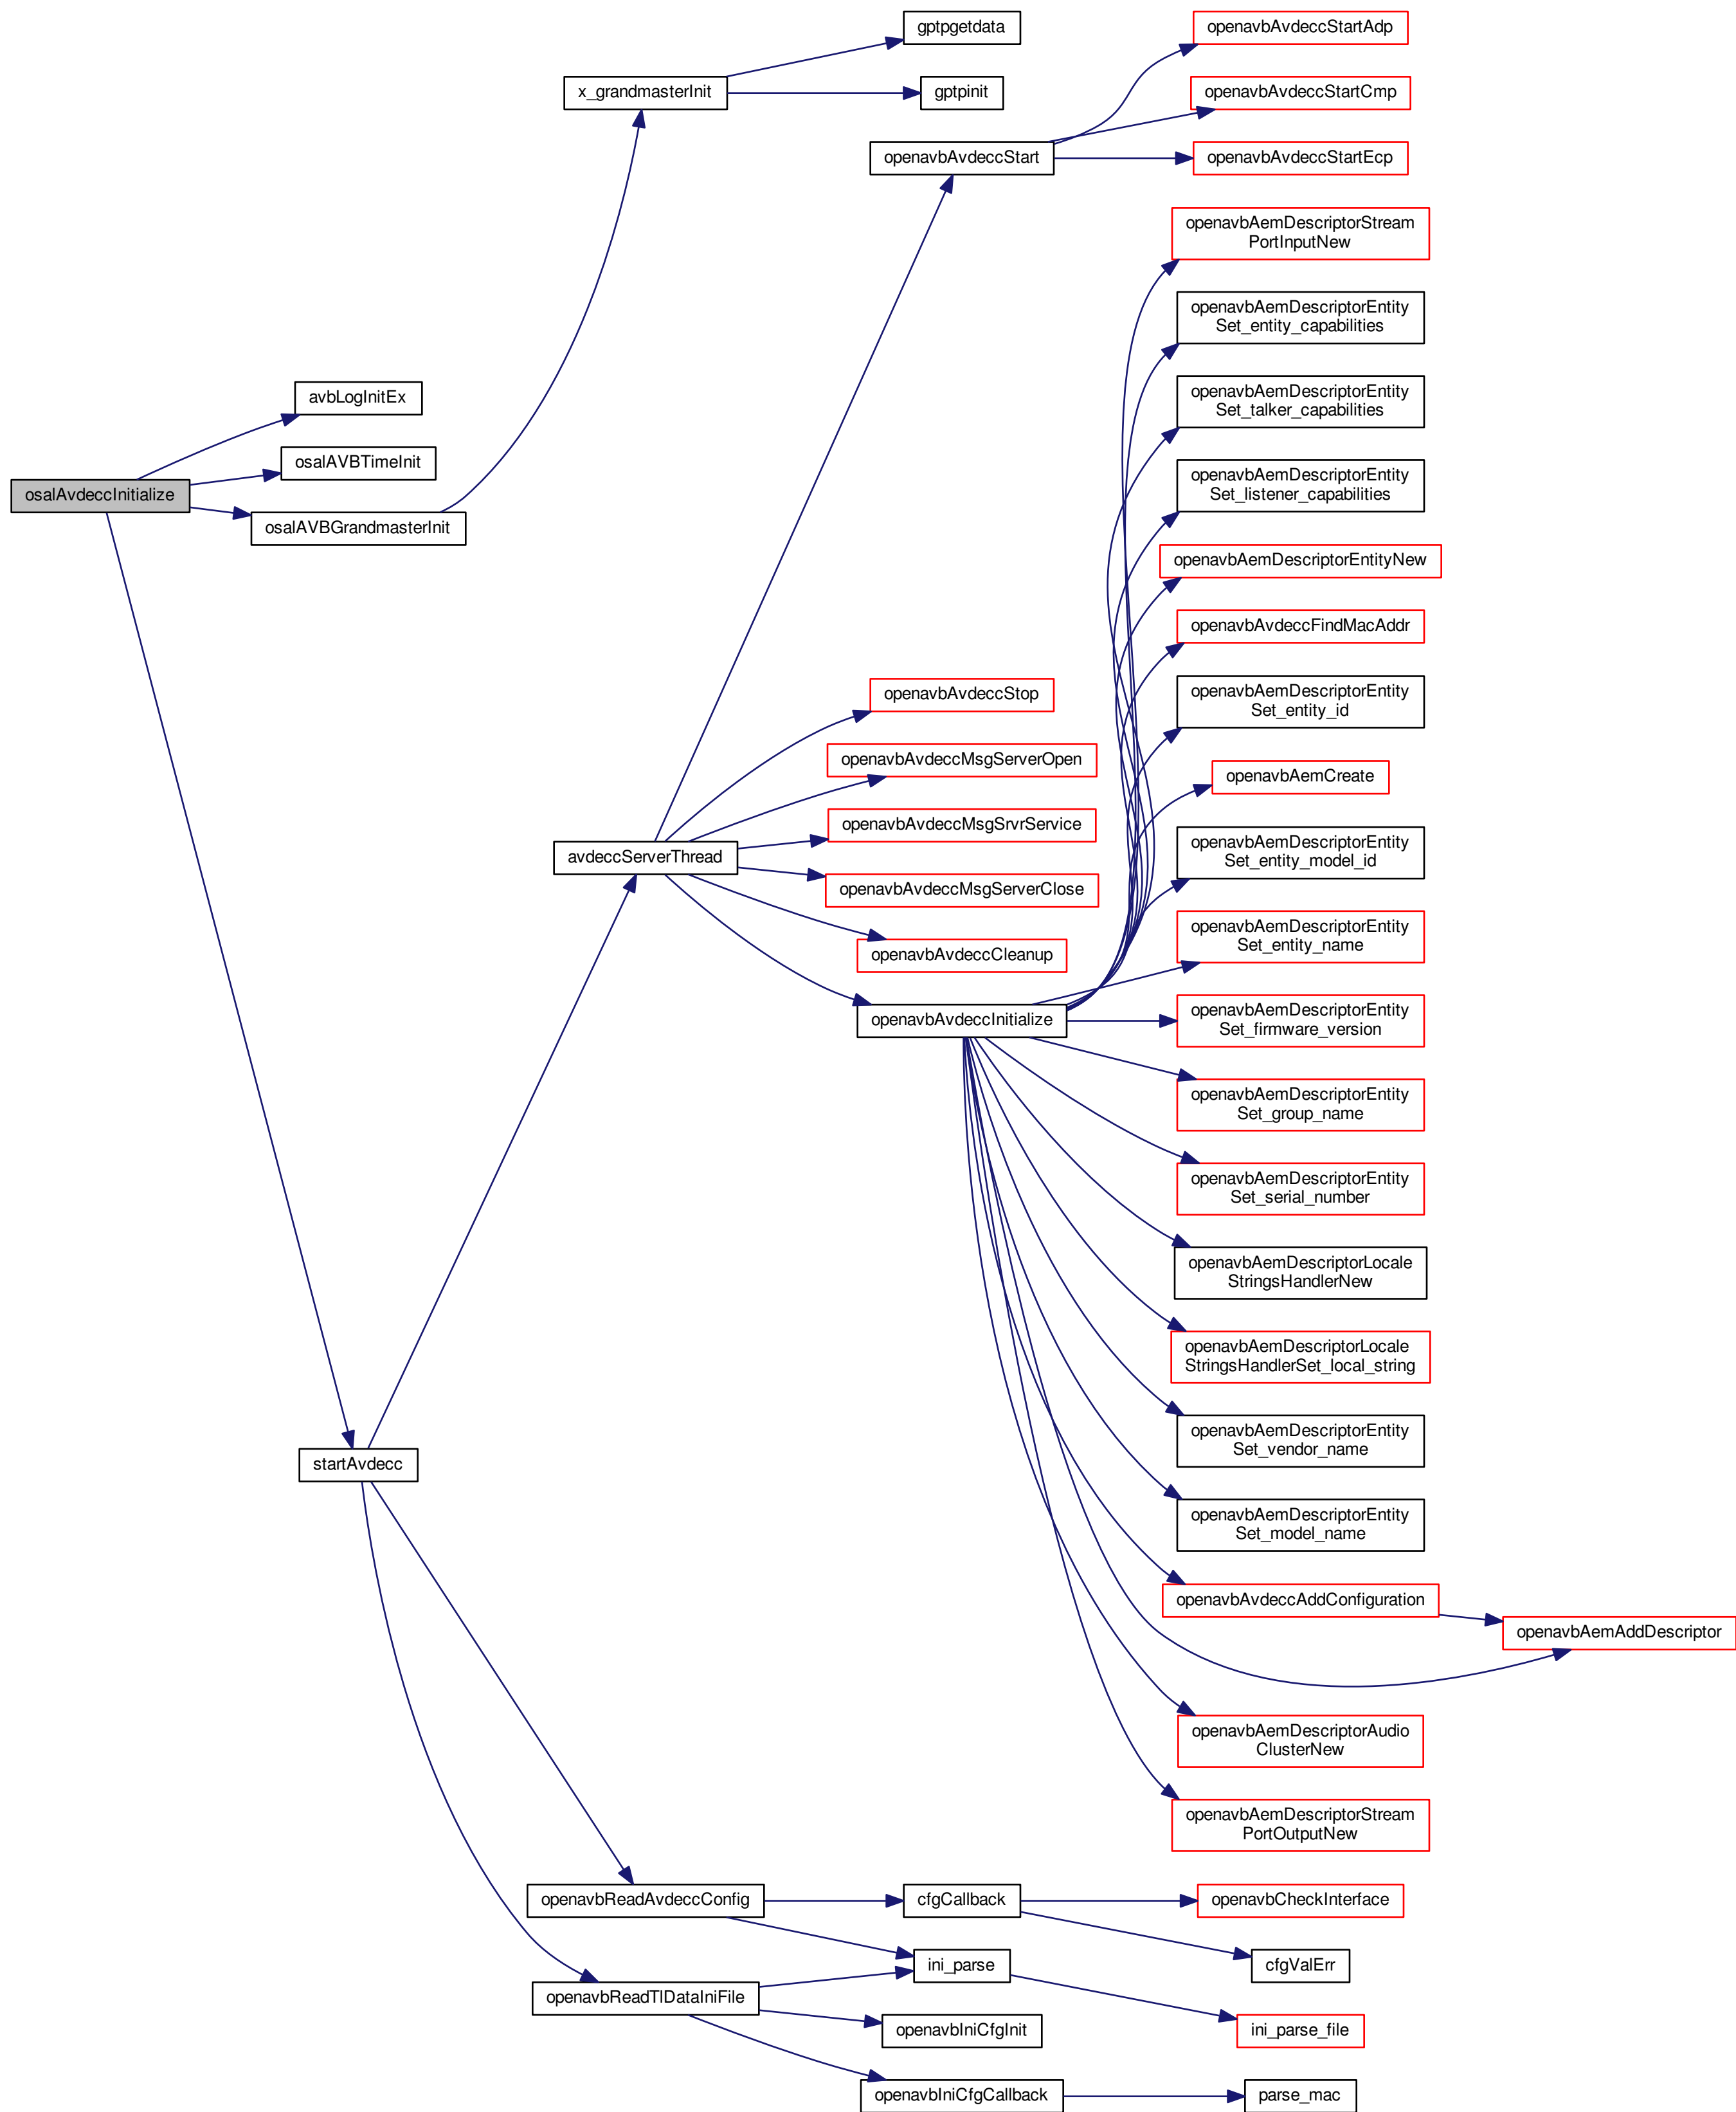 gptpgetdata
openavbAvdeccStartAdp
x_grandmasterInit
gptpinit
openavbAvdeccStartCmp
openavbAvdeccStart
openavbAvdeccStartEcp
openavbAemDescriptorStream
PortInputNew
openavbAemDescriptorEntity
Set_entity_capabilities
avbLogInitEx
openavbAemDescriptorEntity
Set_talker_capabilities
osalAVBTimeInit
osalAvdeccInitialize
openavbAemDescriptorEntity
Set_listener_capabilities
osalAVBGrandmasterInit
openavbAemDescriptorEntityNew
openavbAvdeccFindMacAddr
openavbAvdeccStop
openavbAemDescriptorEntity
Set_entity_id
openavbAvdeccMsgServerOpen
openavbAemCreate
openavbAvdeccMsgSrvrService
avdeccServerThread
openavbAemDescriptorEntity
Set_entity_model_id
openavbAvdeccMsgServerClose
openavbAemDescriptorEntity
Set_entity_name
openavbAvdeccCleanup
openavbAvdeccInitialize
openavbAemDescriptorEntity
Set_firmware_version
openavbAemDescriptorEntity
Set_group_name
openavbAemDescriptorEntity
Set_serial_number
openavbAemDescriptorLocale
StringsHandlerNew
openavbAemDescriptorLocale
StringsHandlerSet_local_string
openavbAemDescriptorEntity
Set_vendor_name
startAvdecc
openavbAemDescriptorEntity
Set_model_name
openavbAvdeccAddConfiguration
openavbAemAddDescriptor
openavbAemDescriptorAudio
ClusterNew
openavbAemDescriptorStream
PortOutputNew
openavbReadAvdeccConfig
cfgCallback
openavbCheckInterface
ini_parse
cfgValErr
openavbReadTlDataIniFile
openavbIniCfgInit
ini_parse_file
openavbIniCfgCallback
parse_mac